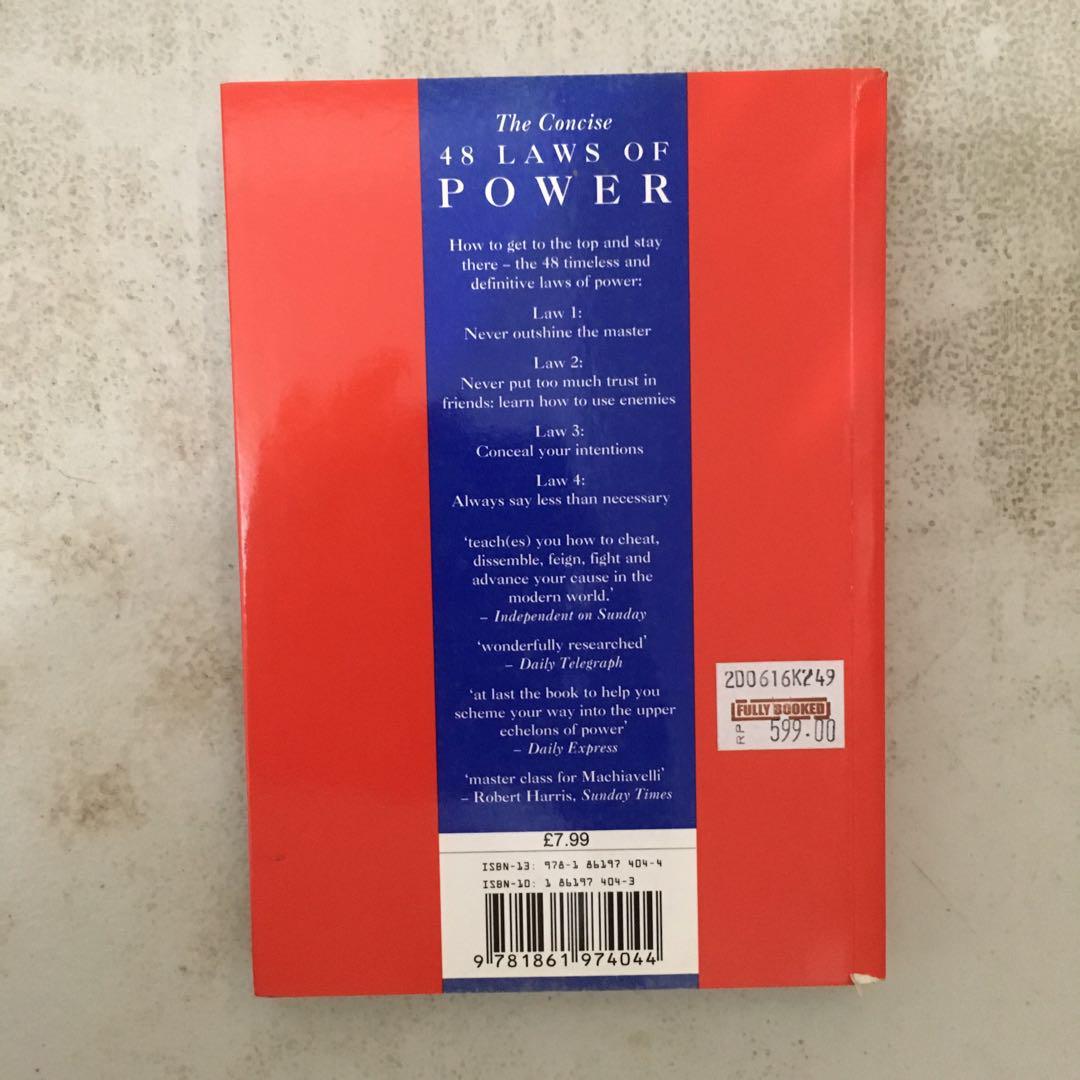 The Concise
48 LAWS OF
POWER
How to get to the top and stay
there – the 48 timeless and
definitive laws of power:
Law 1:
Never outshine the master
Law 2:
Never put too much trust in
friends: learn how to use enemies
Law 3:
Conceal your intentions
Law 4:
Always say less than necessary
‘teach(es) you how to cheat,
dissemble, feign, fight and
advance your cause in the
modern world.’
– Independent on Sunday
‘wonderfully researched’
– Daily Telegraph
‘at last the book to help you
scheme your way into the upper
echelons of power’
– Daily Express
‘master class for Machiavelli’
– Robert Harris, Sunday Times
2D0616K249
FULLY BOOKED
RP 599.00
£7.99
ISBN-13: 978-1 86197 404-4
ISBN-10: 1 86197 404-3
9 781861 974044